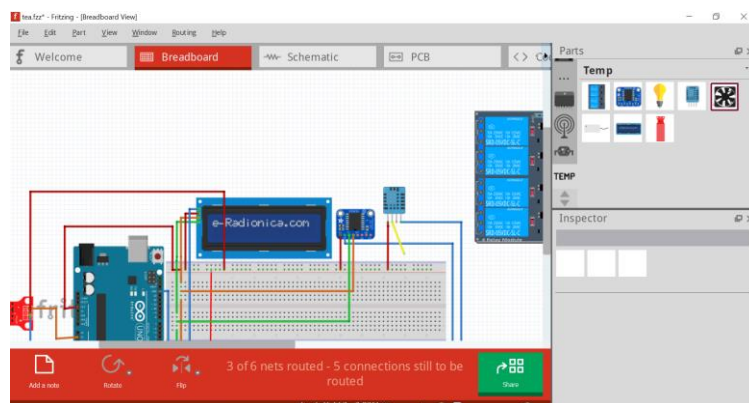 tea.fzz* - Fritzing - [Breadboard View]
File Edit Part View Window Routing Help
Welcome
Breadboard
Schematic
PCB
Parts
Temp
TEMP
Inspector
e-Radionica.com
UNO
Add a note
Rotate
Flip
3 of 6 nets routed - 5 connections still to be
routed
Share